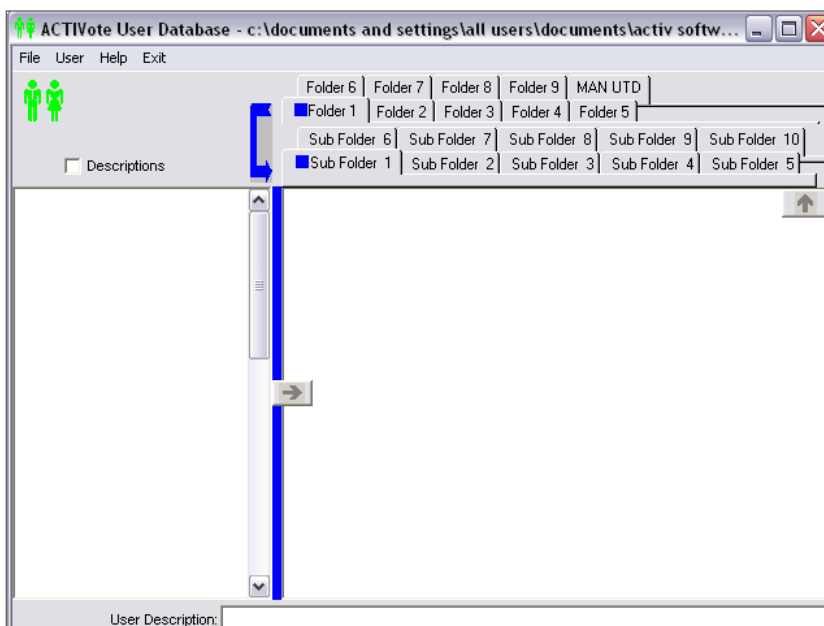 ACTIVote User Database - c:\documents and settings\all users\documents\activ softw...
File User Help Exit
Folder 6 Folder 7 Folder 8 Folder 9 MAN UTD
Folder 1 Folder 2 Folder 3 Folder 4 Folder 5
Sub Folder 6 Sub Folder 7 Sub Folder 8 Sub Folder 9 Sub Folder 10
Descriptions
Sub Folder 1 Sub Folder 2 Sub Folder 3 Sub Folder 4 Sub Folder 5
User Description: